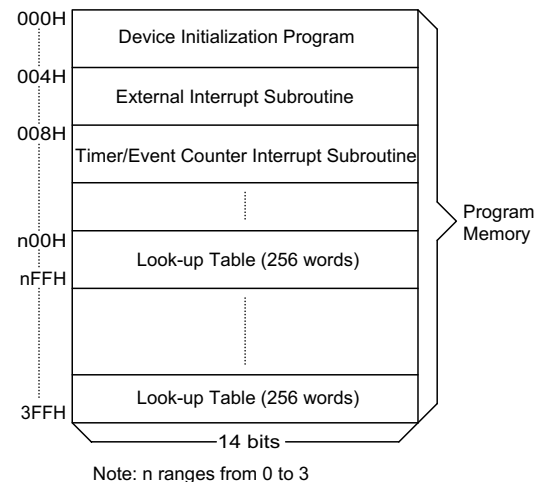 000H
Device Initialization Program
004H
External Interrupt Subroutine
008H
Timer/Event Counter Interrupt Subroutine
Program
Memory
n00H
Look-up Table (256 words)
nFFH
Look-up Table (256 words)
3FFH
14 bits
Note: n ranges from 0 to 3